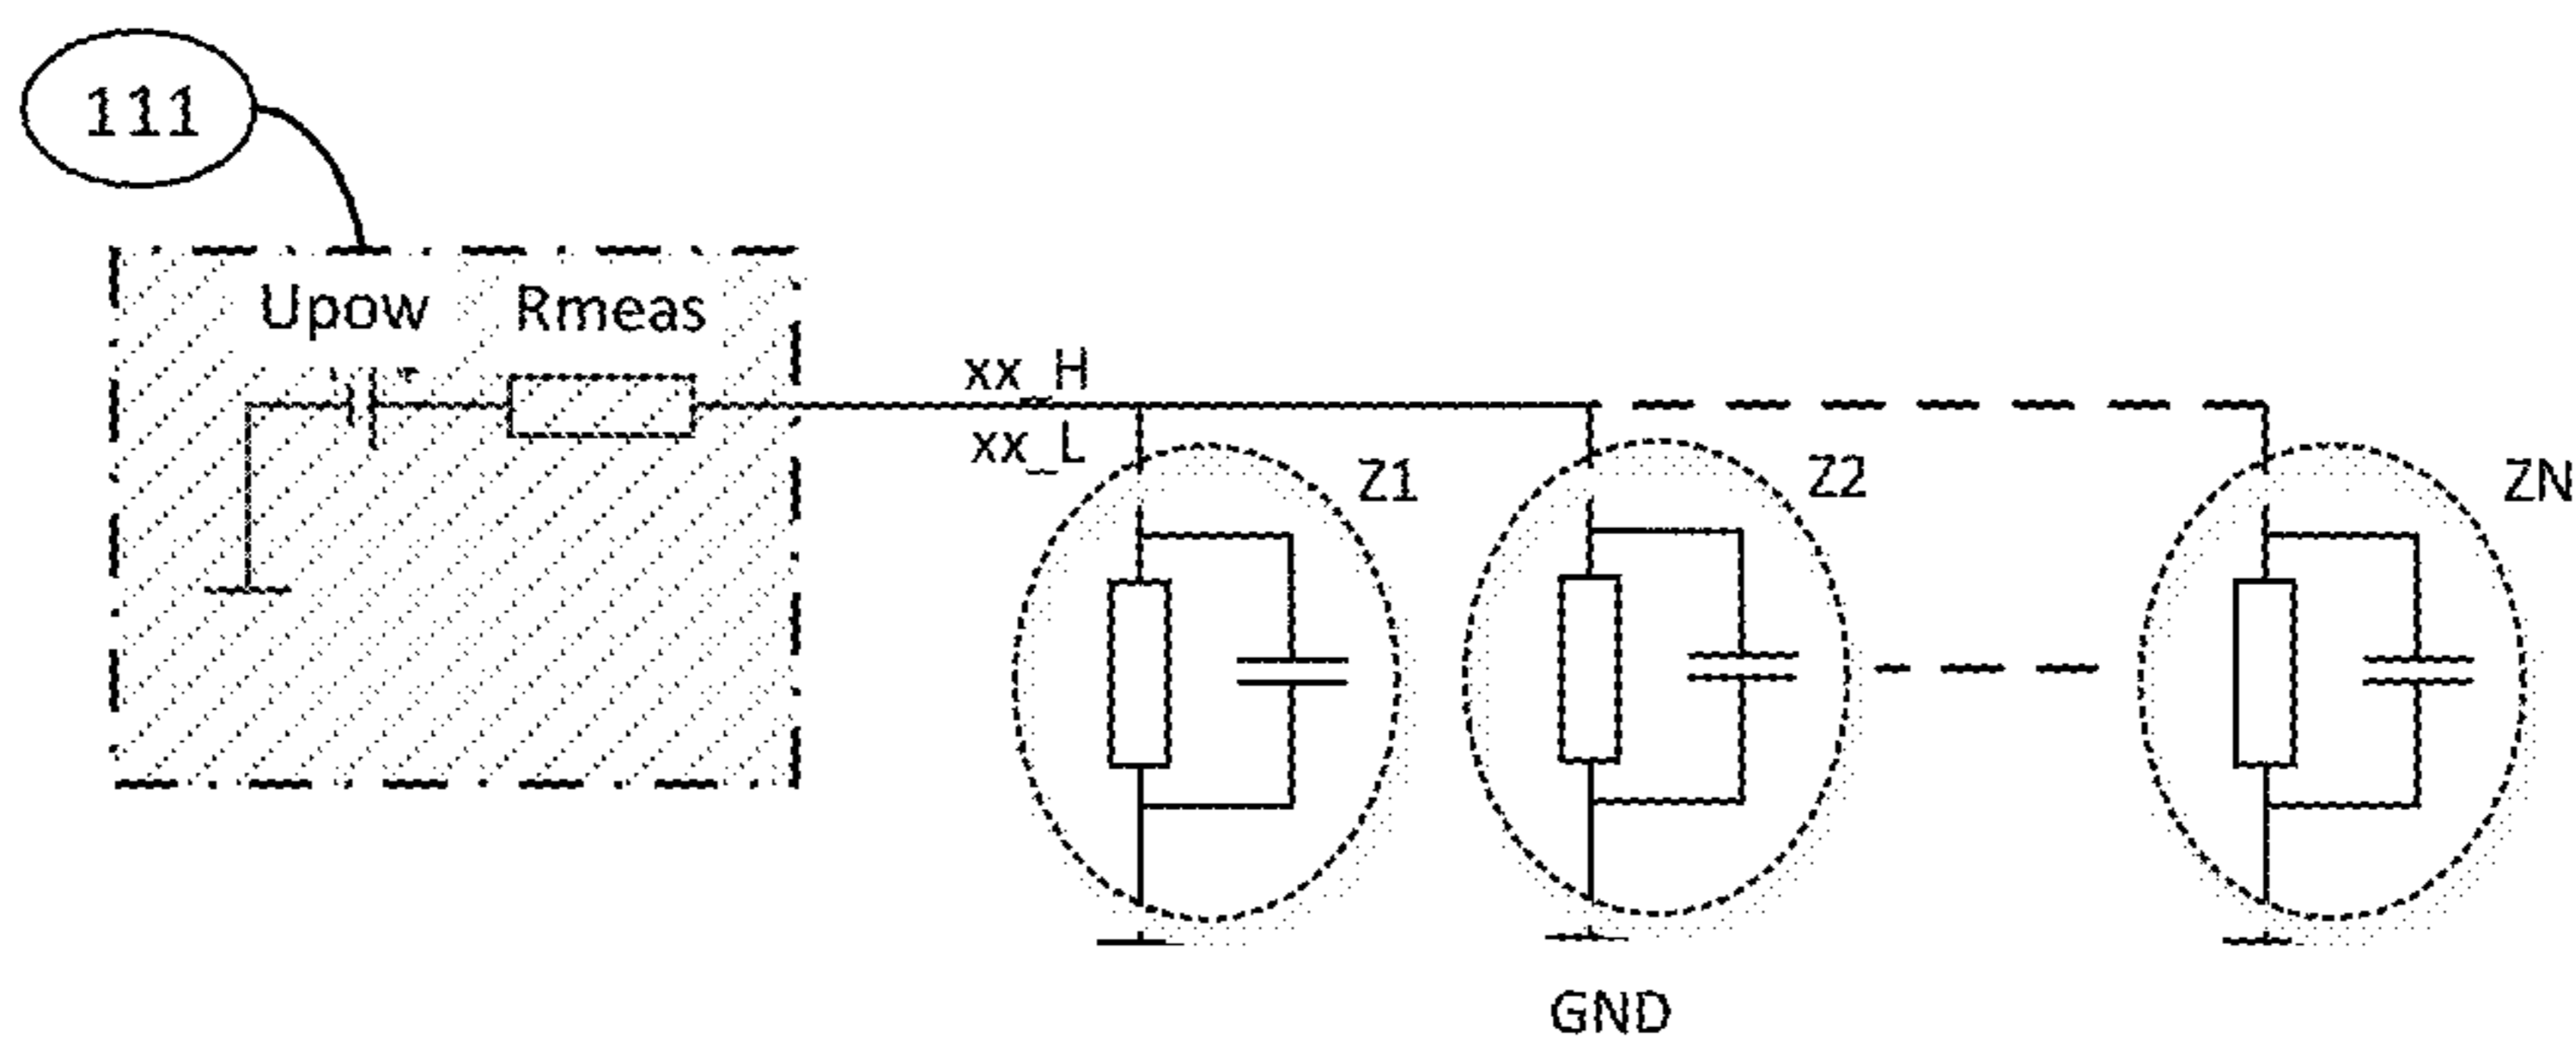 111
Upow Rmeas
xx_H
xx_L
Z1
Z2
ZN
GND